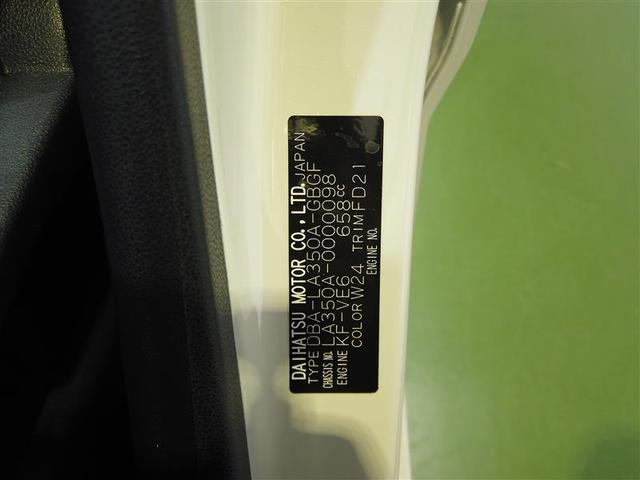 DAIHATSU MOTOR CO., LTD. JAPAN
TYPE DBA-LA350A-GBGF
CHASSIS NO. LA350A-0000098
ENGINE KF-VE6 658cc
COLOR W24 TRIM FD21
ENGINE NO.